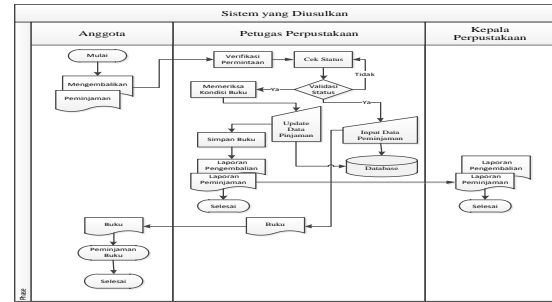 Sistem yang Diusulkan
Anggota
Petugas Perpustakaan
Kepala
Perpustakaan
Mulai
Mengembalikan
Peminjaman
Verifikasi
Permintaan
Cek Status
Tidak
Validasi
Status
Ya
Ya
Memeriksa
Kondisi Buku
Update
Data
Pinjaman
Input Data
Peminjaman
Simpan Buku
Database
Laporan
Pengembalian
Laporan
Peminjaman
Selesai
Laporan
Pengembalian
Laporan
Peminjaman
Selesai
Buku
Buku
Peminjaman
Buku
Selesai
Fase